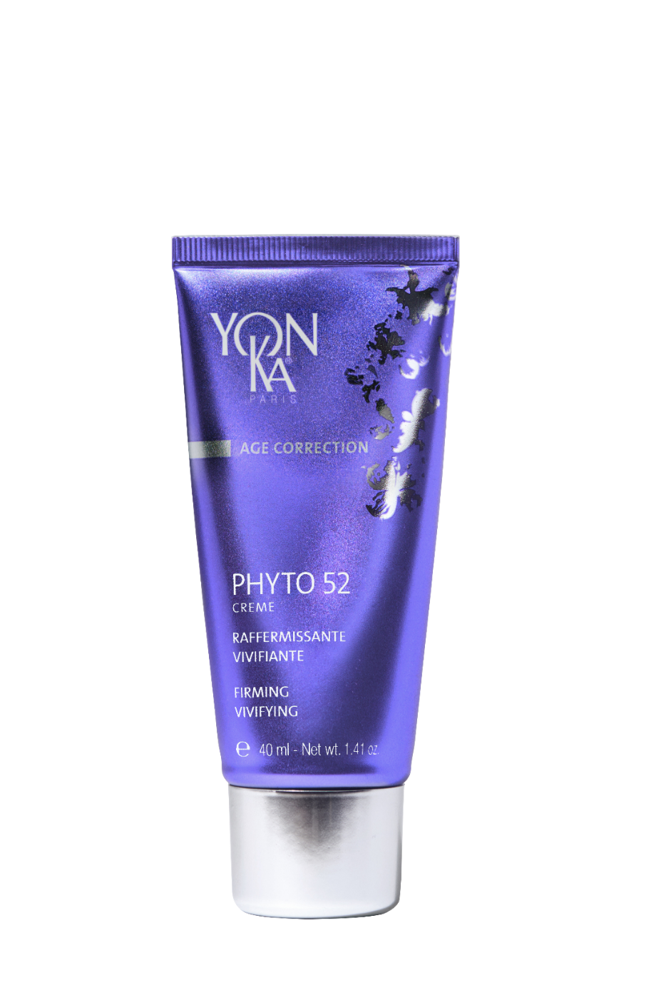 YON
KA®
PARIS
AGE CORRECTION
PHYTO 52
CREME
RAFFERMISSANTE
VIVIFIANTE
FIRMING
VIVIFYING
℮ 40 ml - Net wt. 1.41 oz.